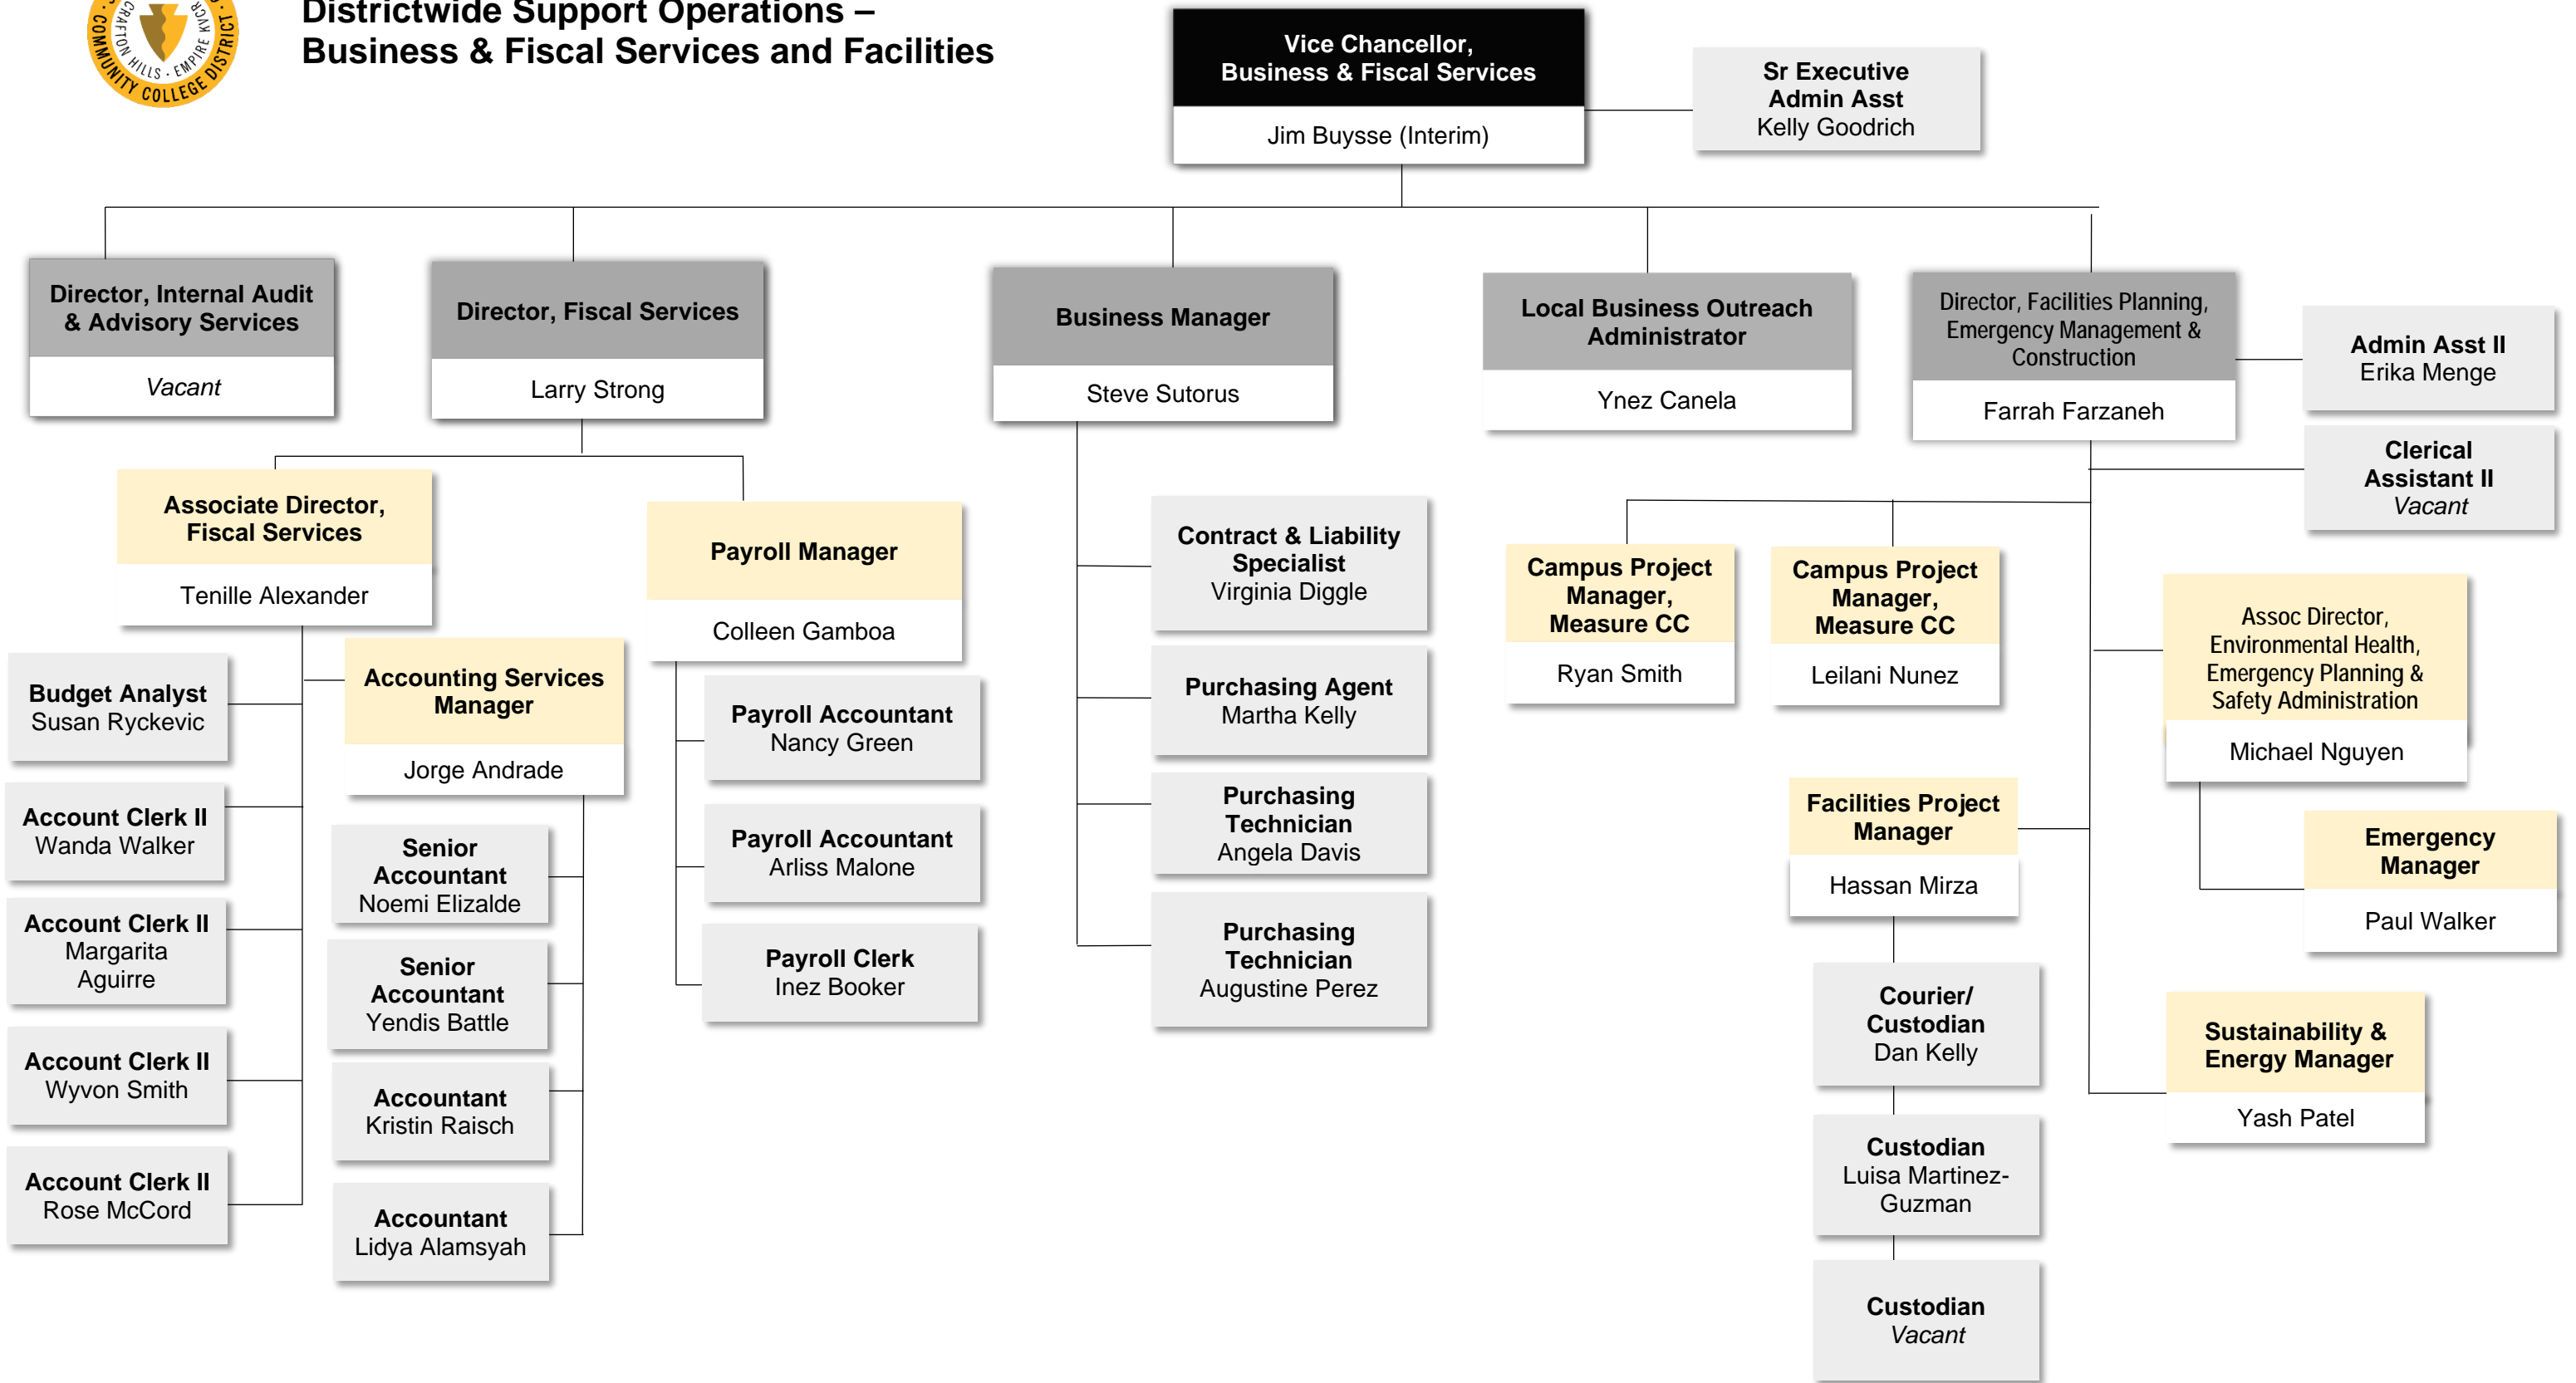 CRAFTON HILLS · EMPIRE KVCR
COMMUNITY COLLEGE DISTRICT
Districtwide Support Operations –
Business & Fiscal Services and Facilities
Vice Chancellor,
Business & Fiscal Services
Jim Buysse (Interim)
Sr Executive
Admin Asst
Kelly Goodrich
Director, Internal Audit
& Advisory Services
Vacant
Director, Fiscal Services
Larry Strong
Business Manager
Steve Sutorus
Local Business Outreach
Administrator
Ynez Canela
Director, Facilities Planning,
Emergency Management &
Construction
Farrah Farzaneh
Admin Asst II
Erika Menge
Clerical
Assistant II
Vacant
Associate Director,
Fiscal Services
Tenille Alexander
Payroll Manager
Colleen Gamboa
Budget Analyst
Susan Ryckevic
Account Clerk II
Wanda Walker
Account Clerk II
Margarita
Aguirre
Account Clerk II
Wyvon Smith
Account Clerk II
Rose McCord
Accounting Services
Manager
Jorge Andrade
Senior
Accountant
Noemi Elizalde
Senior
Accountant
Yendis Battle
Accountant
Kristin Raisch
Accountant
Lidya Alamsyah
Payroll Accountant
Nancy Green
Payroll Accountant
Arliss Malone
Payroll Clerk
Inez Booker
Contract & Liability
Specialist
Virginia Diggle
Purchasing Agent
Martha Kelly
Purchasing
Technician
Angela Davis
Purchasing
Technician
Augustine Perez
Campus Project
Manager,
Measure CC
Ryan Smith
Campus Project
Manager,
Measure CC
Leilani Nunez
Facilities Project
Manager
Hassan Mirza
Courier/
Custodian
Dan Kelly
Custodian
Luisa Martinez-
Guzman
Custodian
Vacant
Assoc Director,
Environmental Health,
Emergency Planning &
Safety Administration
Michael Nguyen
Emergency
Manager
Paul Walker
Sustainability &
Energy Manager
Yash Patel